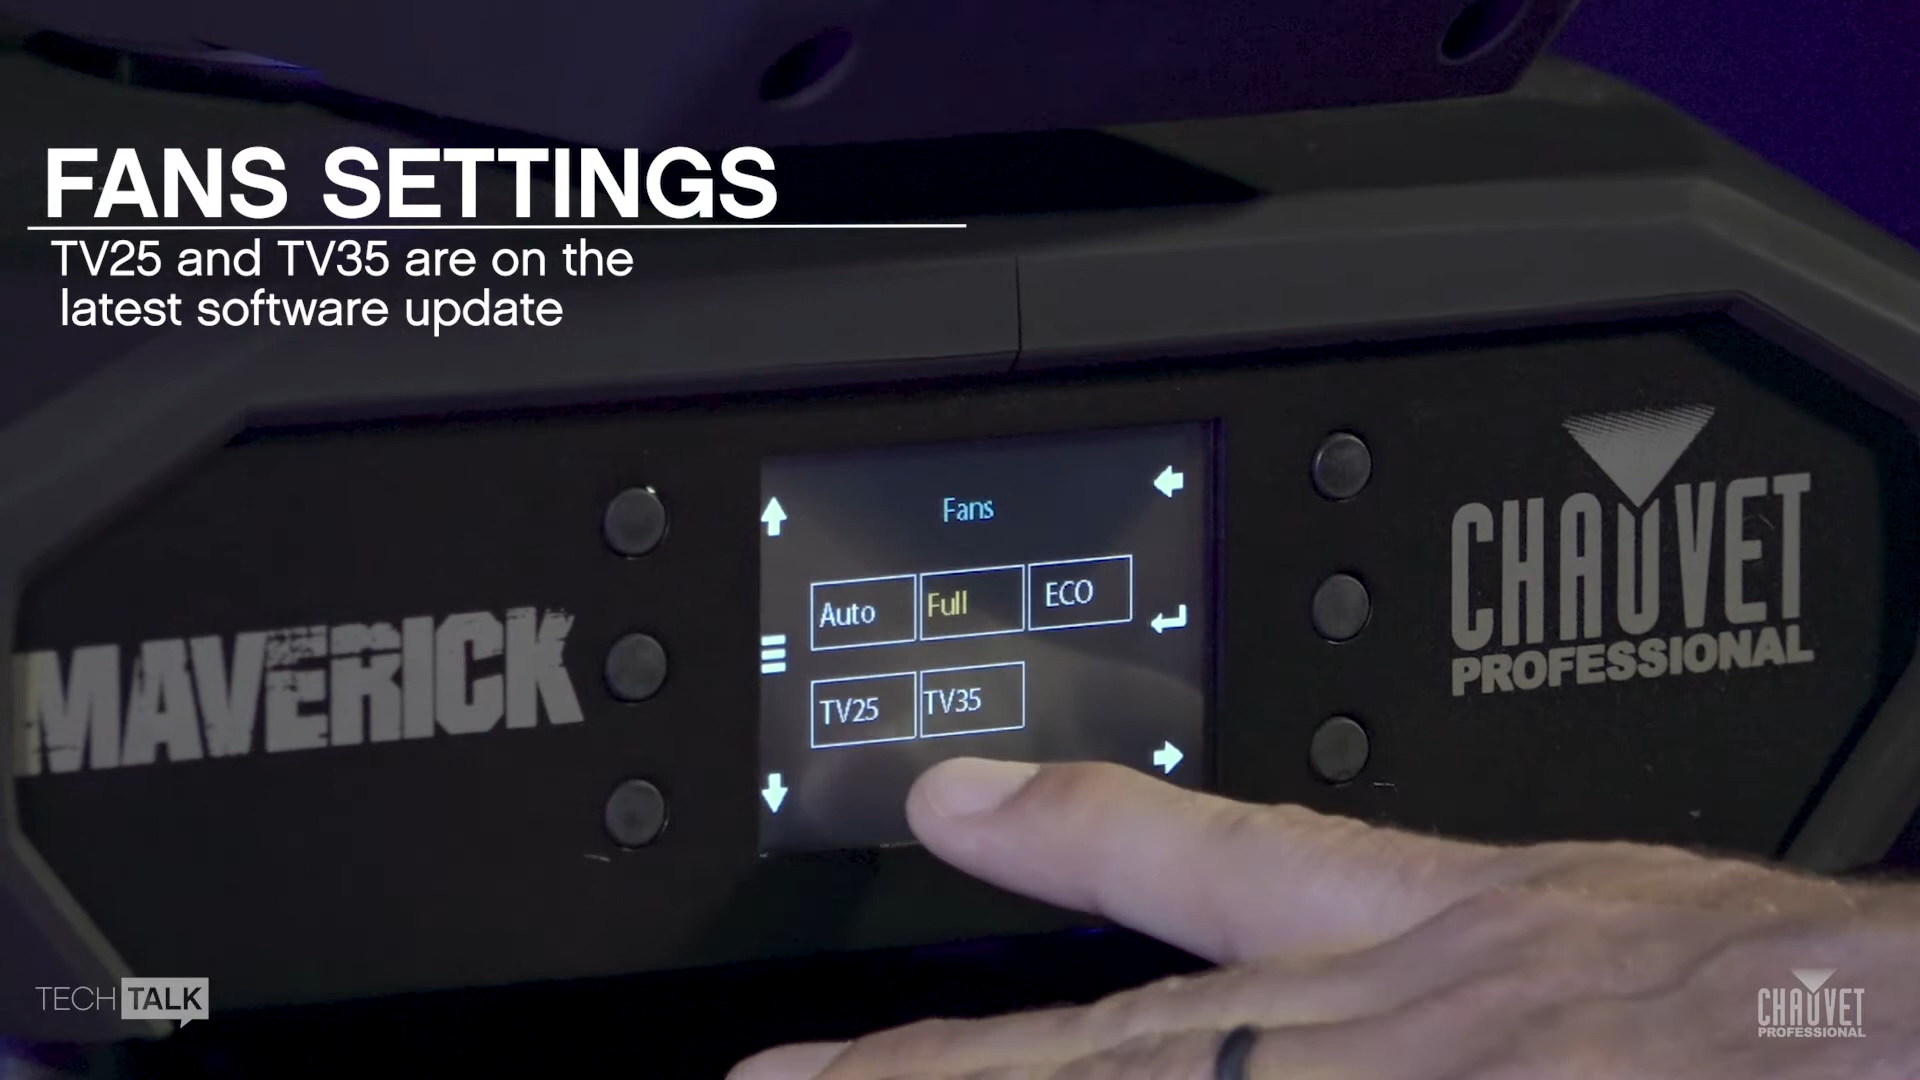 FANS SETTINGS
TV25 and TV35 are on the
latest software update
Fans
Auto Full ECO
TV25 TV35
MAVERICK
CHAUVET
PROFESSIONAL
TECH TALK
CHAUVET
PROFESSIONAL